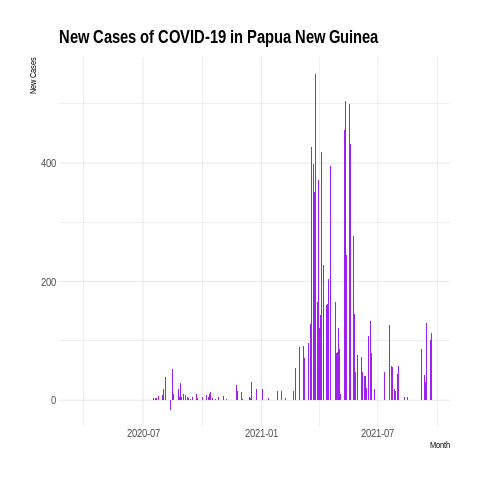 New Cases of COVID-19 in Papua New Guinea
New Cases
400
200
0
2020-07 2021-01 2021-07
Month